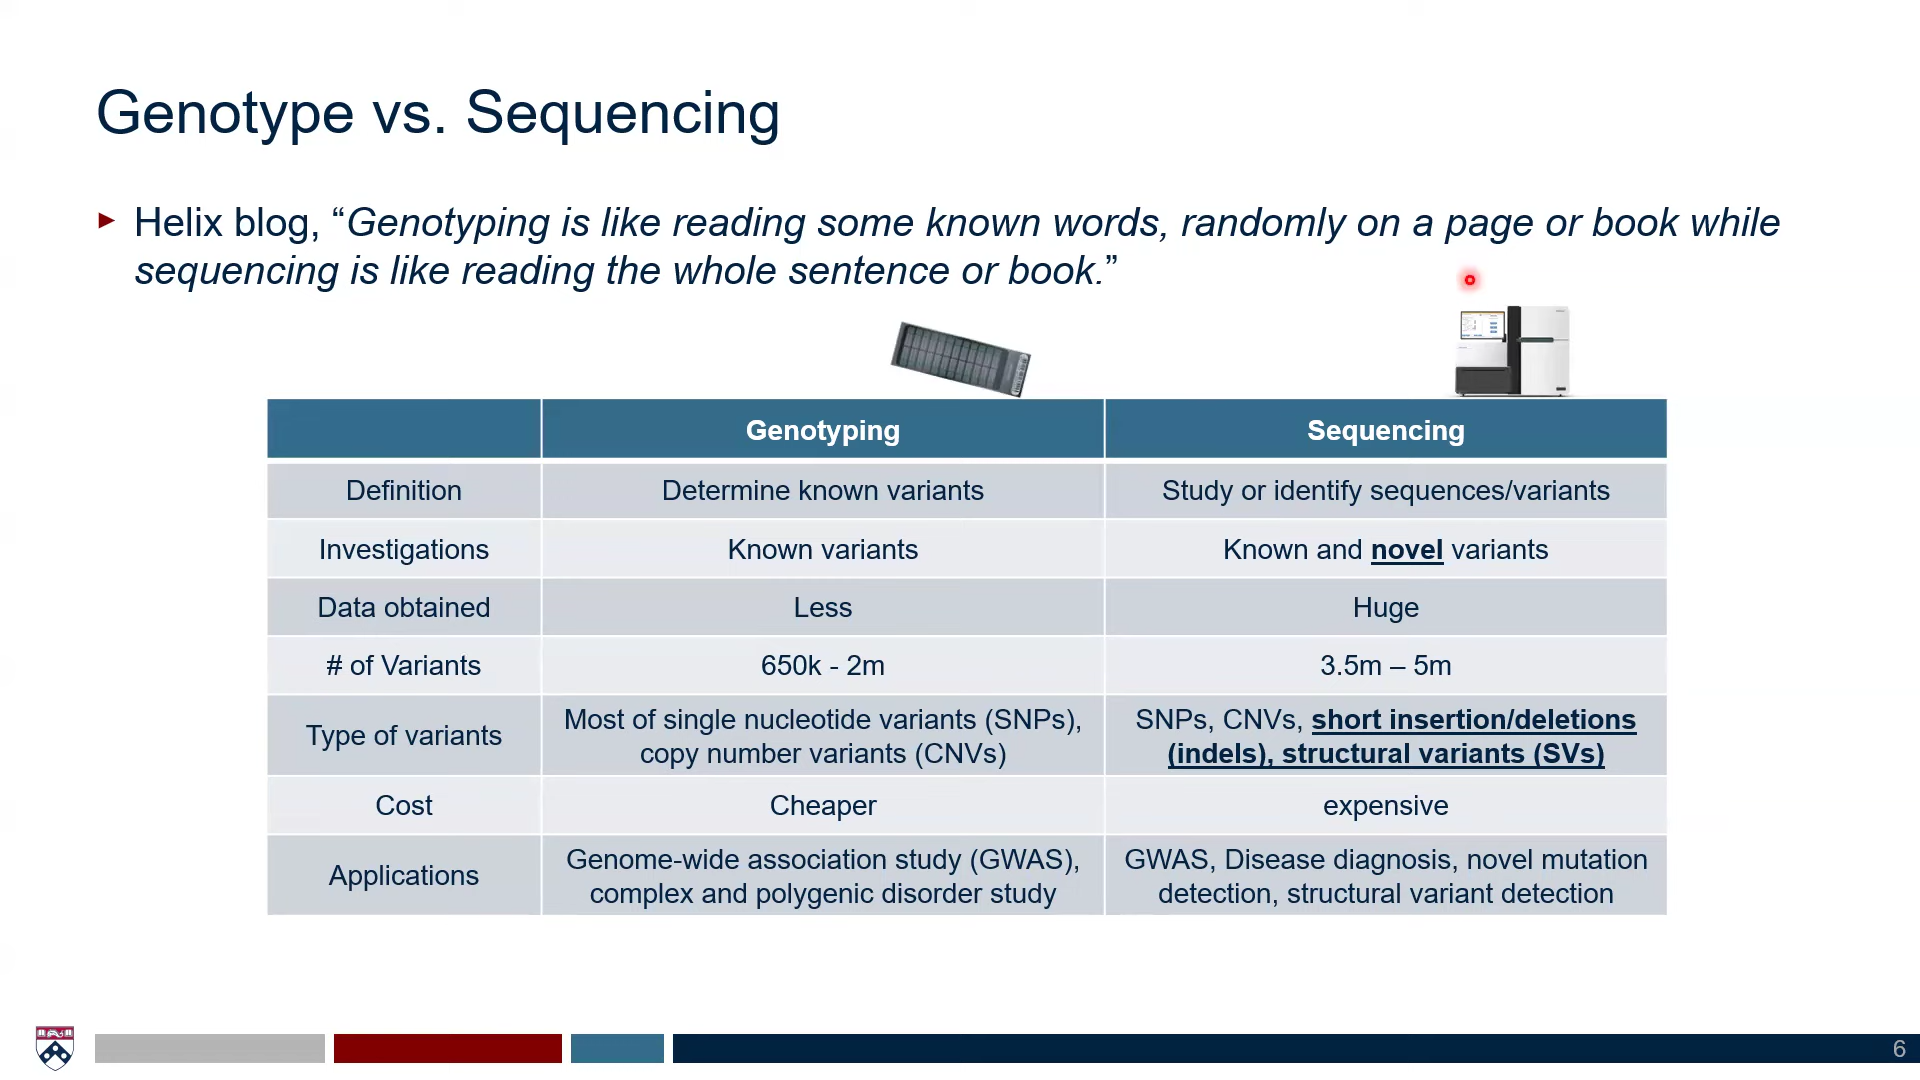 Genotype vs. Sequencing
Helix blog, “Genotyping is like reading some known words, randomly on a page or book while
sequencing is like reading the whole sentence or book.”
Genotyping
Sequencing
Definition
Determine known variants
Study or identify sequences/variants
Investigations
Known variants
Known and novel variants
Data obtained
Less
Huge
# of Variants
650k - 2m
3.5m – 5m
Type of variants
Most of single nucleotide variants (SNPs),
copy number variants (CNVs)
SNPs, CNVs, short insertion/deletions
(indels), structural variants (SVs)
Cost
Cheaper
expensive
Applications
Genome-wide association study (GWAS),
complex and polygenic disorder study
GWAS, Disease diagnosis, novel mutation
detection, structural variant detection
6